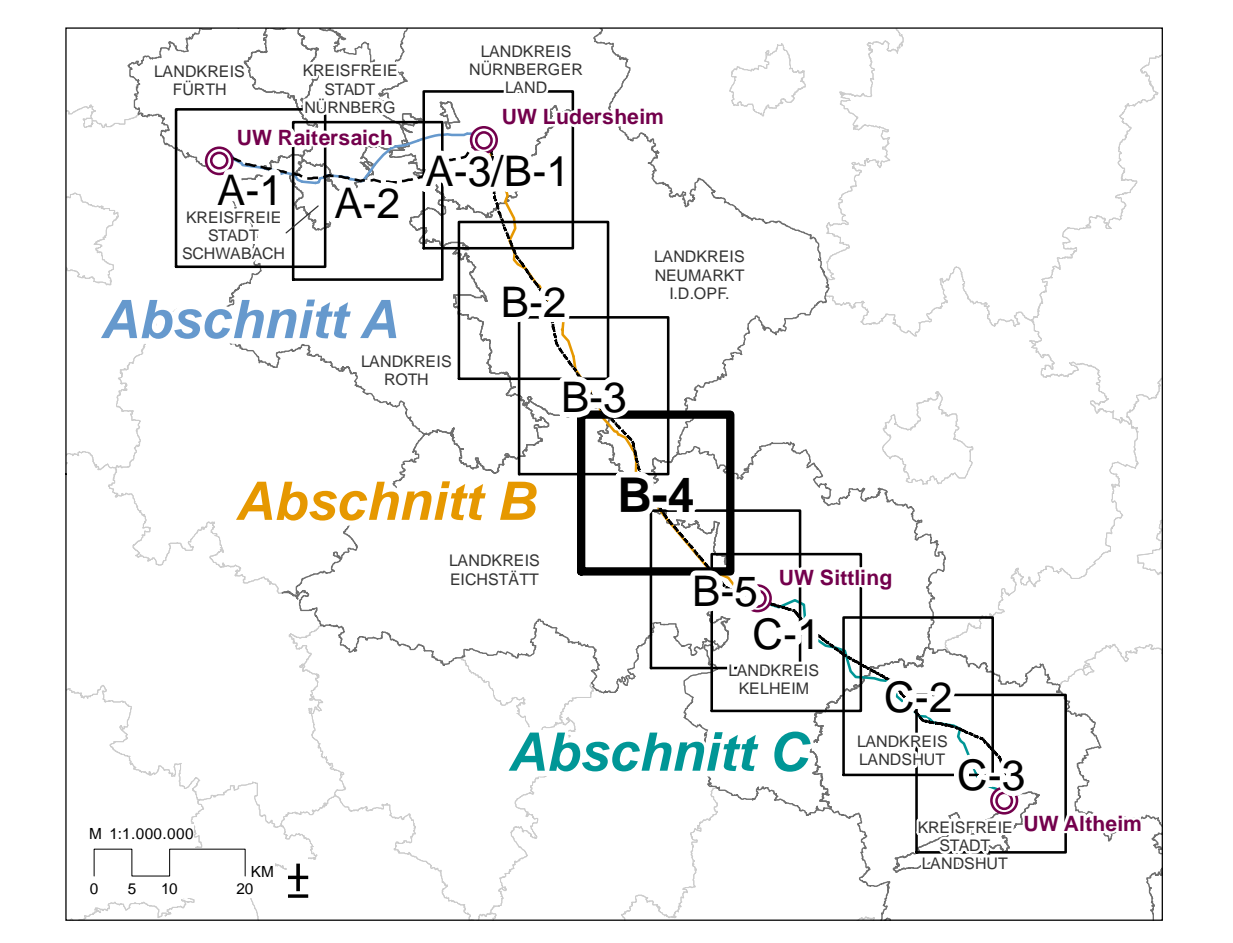 LANDKREIS
NÜRNBERGER
LAND
LANDKREIS
FÜRTH
KREISFREIE
STADT
NÜRNBERG
UW Ludersheim
UW Raitersaich
A-1
A-2
A-3/B-1
KREISFREIE
STADT
SCHWABACH
LANDKREIS
NEUMARKT
I.D.OPF.
B-2
Abschnitt A
LANDKREIS
ROTH
B-3
Abschnitt B
B-4
LANDKREIS
EICHSTÄTT
UW Sittling
B-5
C-1
LANDKREIS
KELHEIM
C-2
Abschnitt C
LANDKREIS
LANDSHUT
C-3
UW Altheim
KREISFREIE
STADT
LANDSHUT
M 1:1.000.000
KM
0 5 10 20